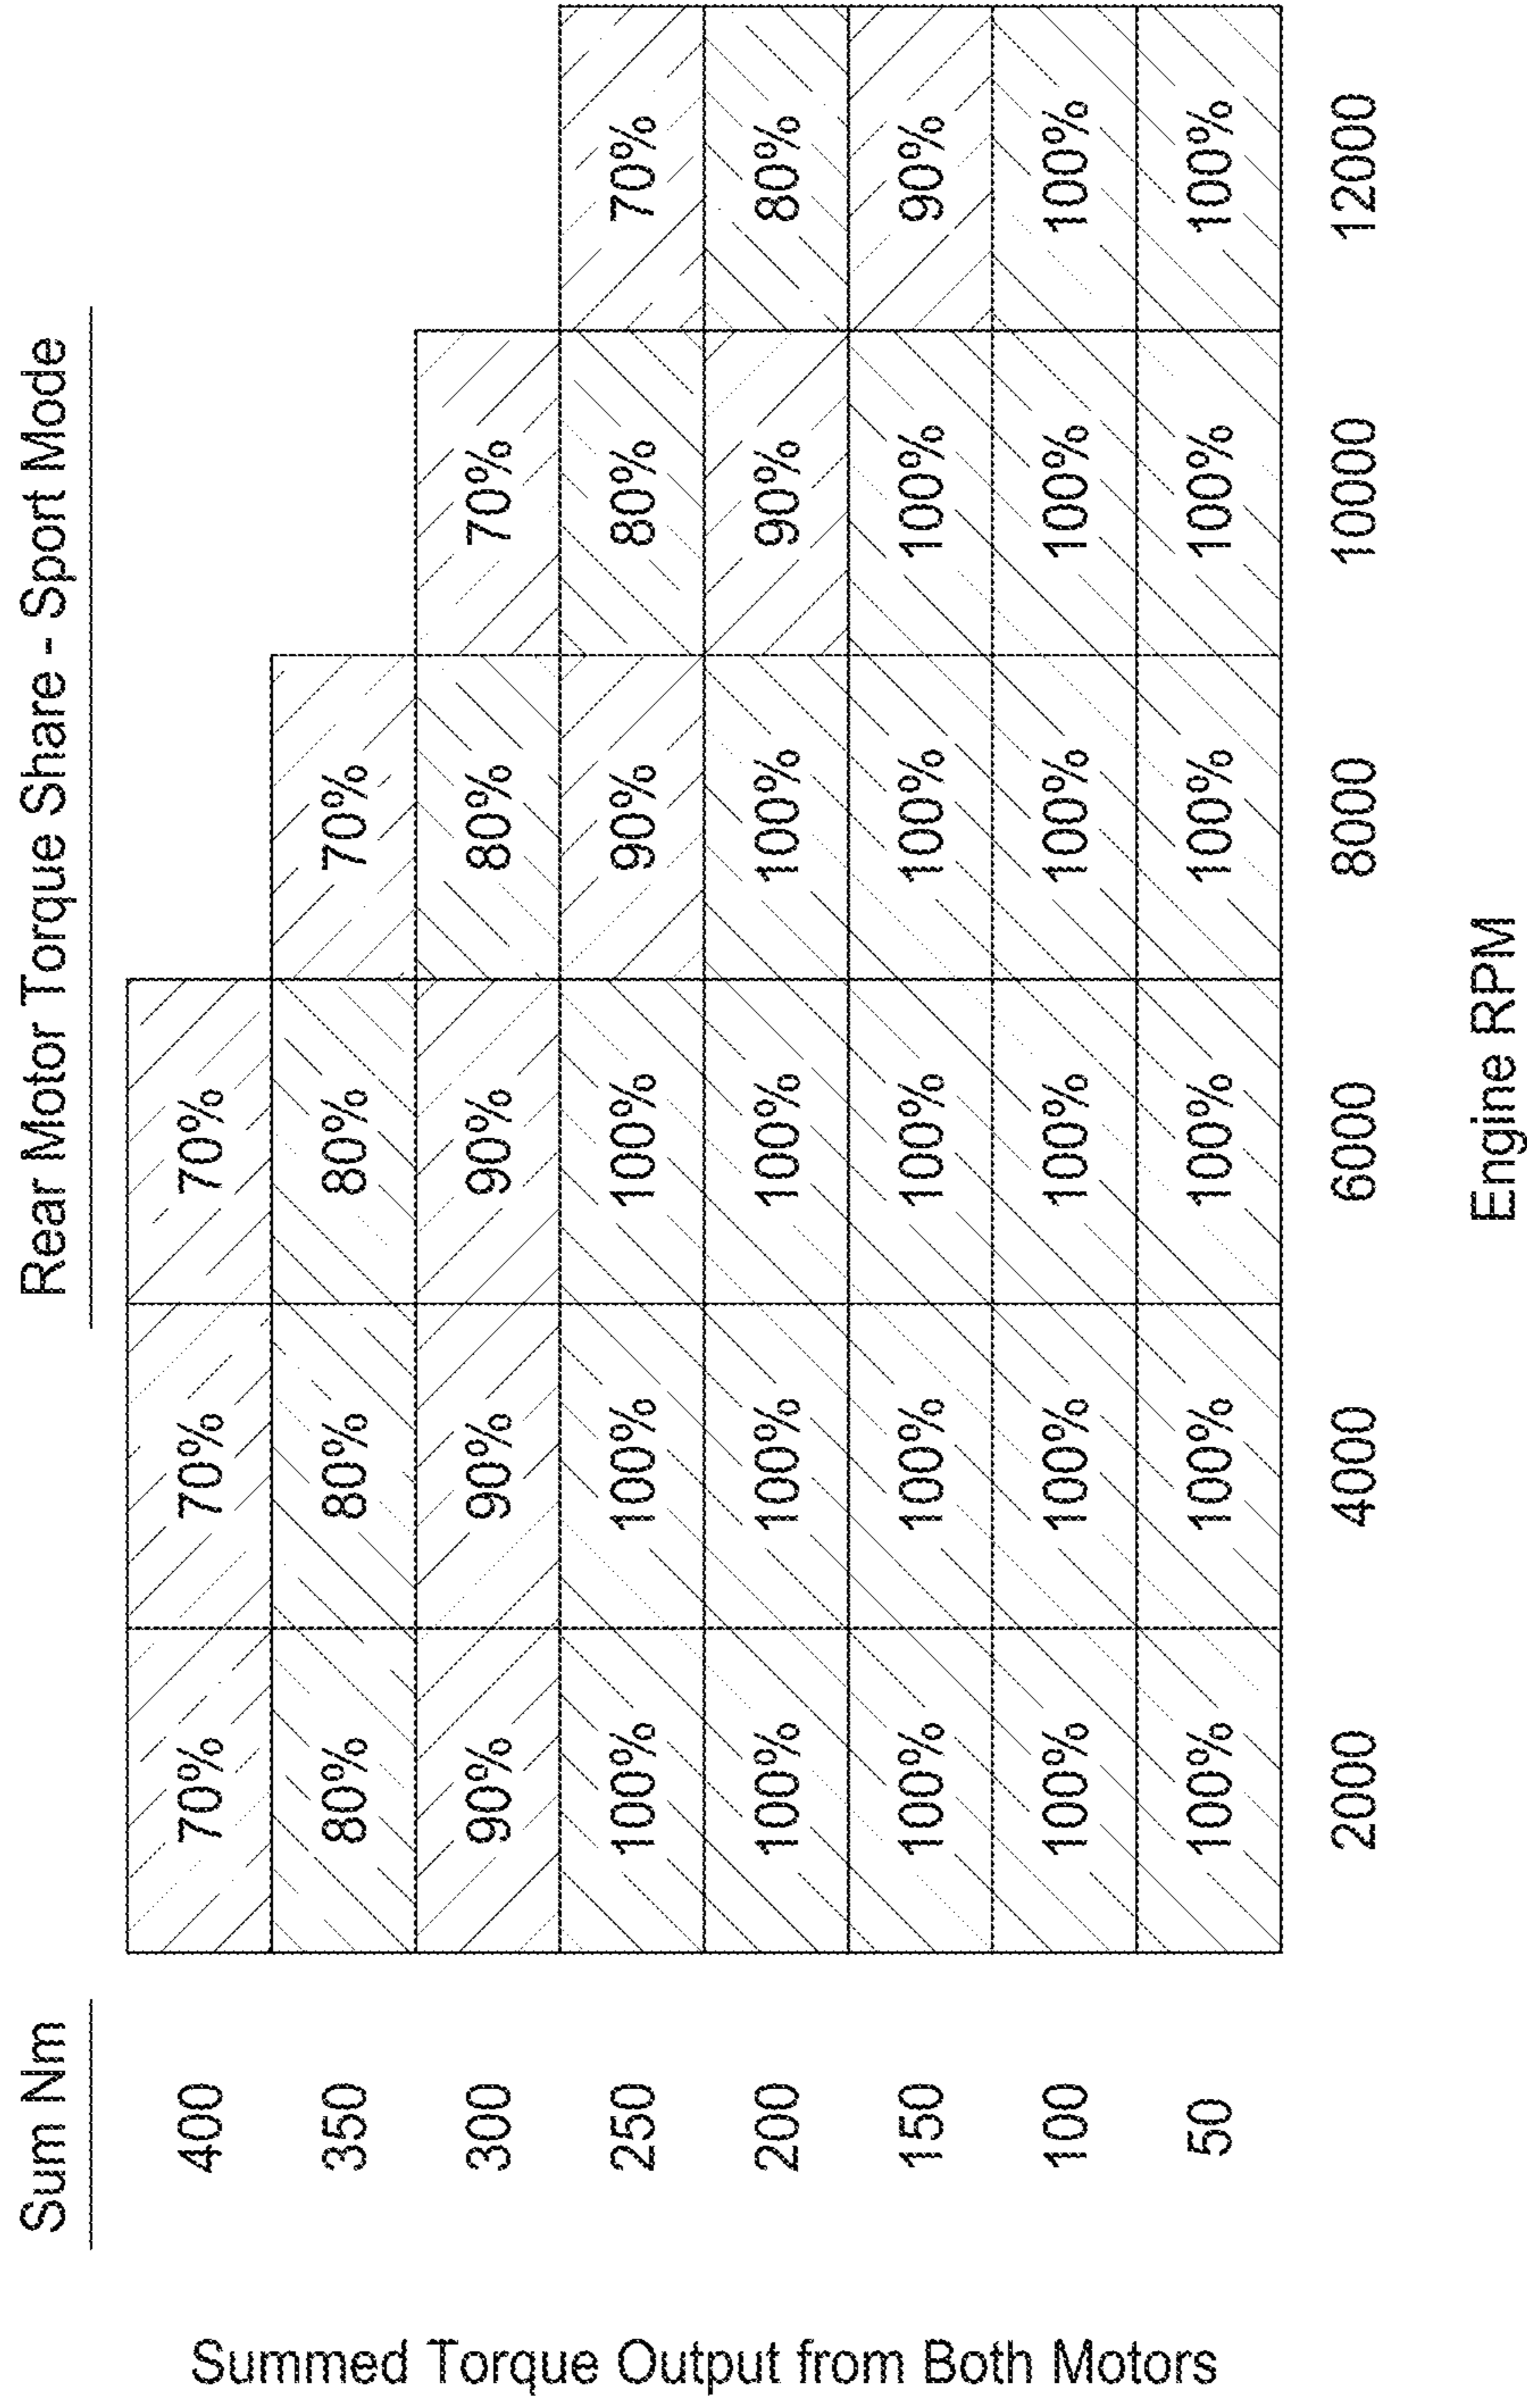 Rear Motor Torque Share - Sport Mode
Sum Nm
400 70% 70% 70%
350 80% 80% 80% 70%
300 90% 90% 90% 80% 70%
250 100% 100% 100% 90% 80% 70%
200 100% 100% 100% 100% 90% 80%
150 100% 100% 100% 100% 100% 90%
100 100% 100% 100% 100% 100% 100%
50 100% 100% 100% 100% 100% 100%
2000 4000 6000 8000 10000 12000
Engine RPM
Summed Torque Output from Both Motors